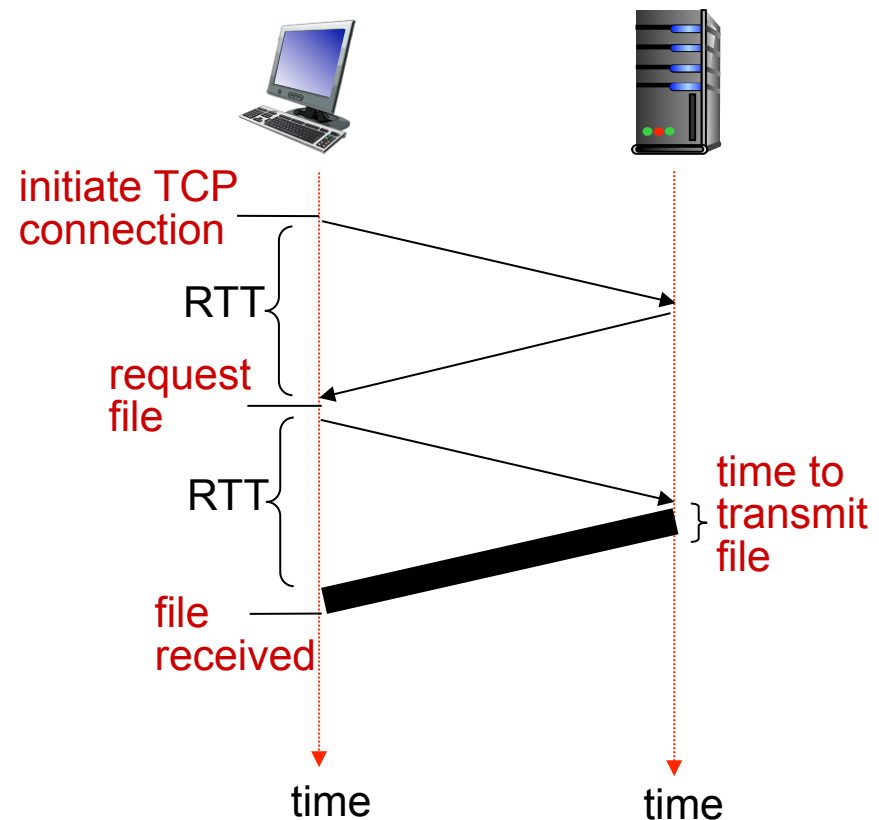 initiate TCP
connection
RTT
request
file
RTT
time to
transmit
file
file
received
time
time